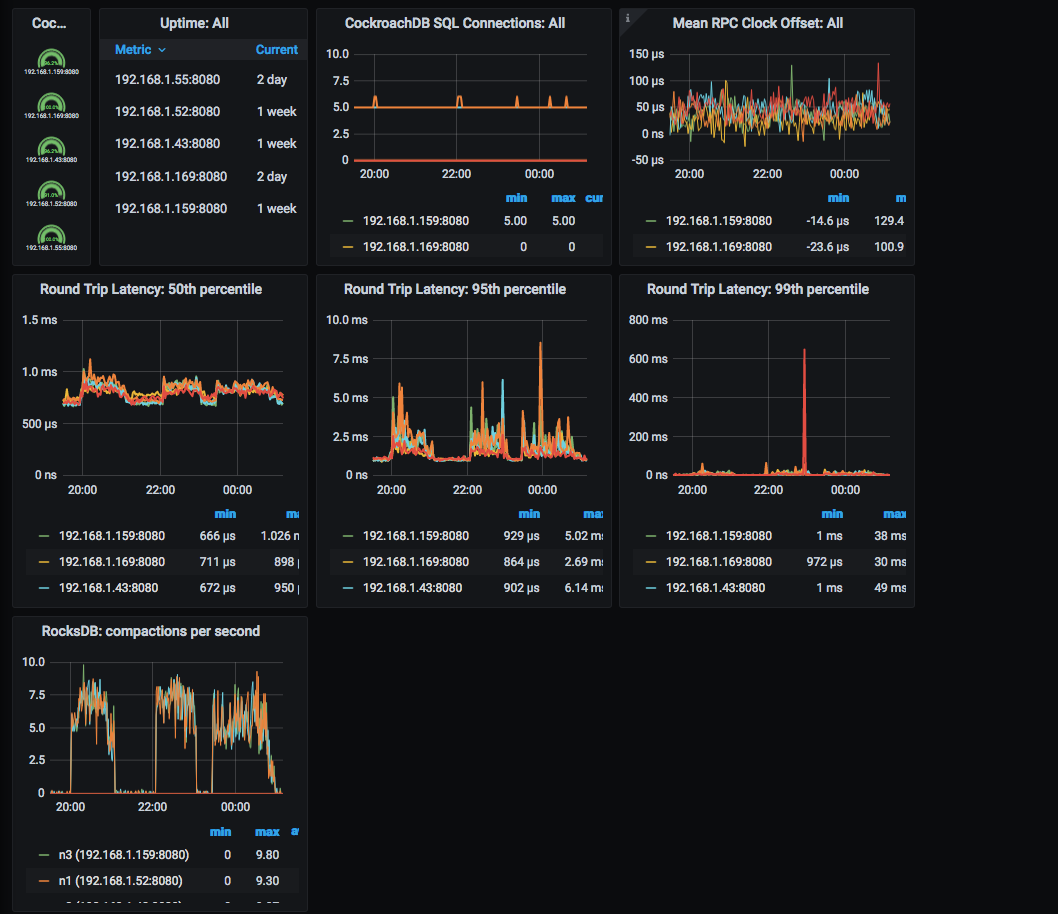 Coc...
192.168.1.159:8080
192.168.1.169:8080
192.168.1.43:8080
192.168.1.52:8080
192.168.1.55:8080
Uptime: All
Metric Current
192.168.1.55:8080 2 day
192.168.1.52:8080 1 week
192.168.1.43:8080 1 week
192.168.1.169:8080 2 day
192.168.1.159:8080 1 week
CockroachDB SQL Connections: All
10.0
7.5
5.0
2.5
0
20:00 22:00 00:00
min max cur
192.168.1.159:8080 5.00 5.00
192.168.1.169:8080 0 0
i
Mean RPC Clock Offset: All
150 µs
100 µs
50 µs
0 ns
-50 µs
20:00 22:00 00:00
min m
192.168.1.159:8080 -14.6 µs 129.4
192.168.1.169:8080 -23.6 µs 100.9
Round Trip Latency: 50th percentile
1.5 ms
1.0 ms
500 µs
0 ns
20:00 22:00 00:00
min ma
192.168.1.159:8080 666 µs 1.026 m
192.168.1.169:8080 711 µs 898
192.168.1.43:8080 672 µs 950
Round Trip Latency: 95th percentile
10.0 ms
7.5 ms
5.0 ms
2.5 ms
0 ns
20:00 22:00 00:00
min max
192.168.1.159:8080 929 µs 5.02 ms
192.168.1.169:8080 864 µs 2.69 ms
192.168.1.43:8080 902 µs 6.14 ms
Round Trip Latency: 99th percentile
800 ms
600 ms
400 ms
200 ms
0 ns
20:00 22:00 00:00
min max
192.168.1.159:8080 1 ms 38 ms
192.168.1.169:8080 972 µs 30 ms
192.168.1.43:8080 1 ms 49 ms
RocksDB: compactions per second
10.0
7.5
5.0
2.5
0
20:00 22:00 00:00
min max a
n3 (192.168.1.159:8080) 0 9.80
n1 (192.168.1.52:8080) 0 9.30